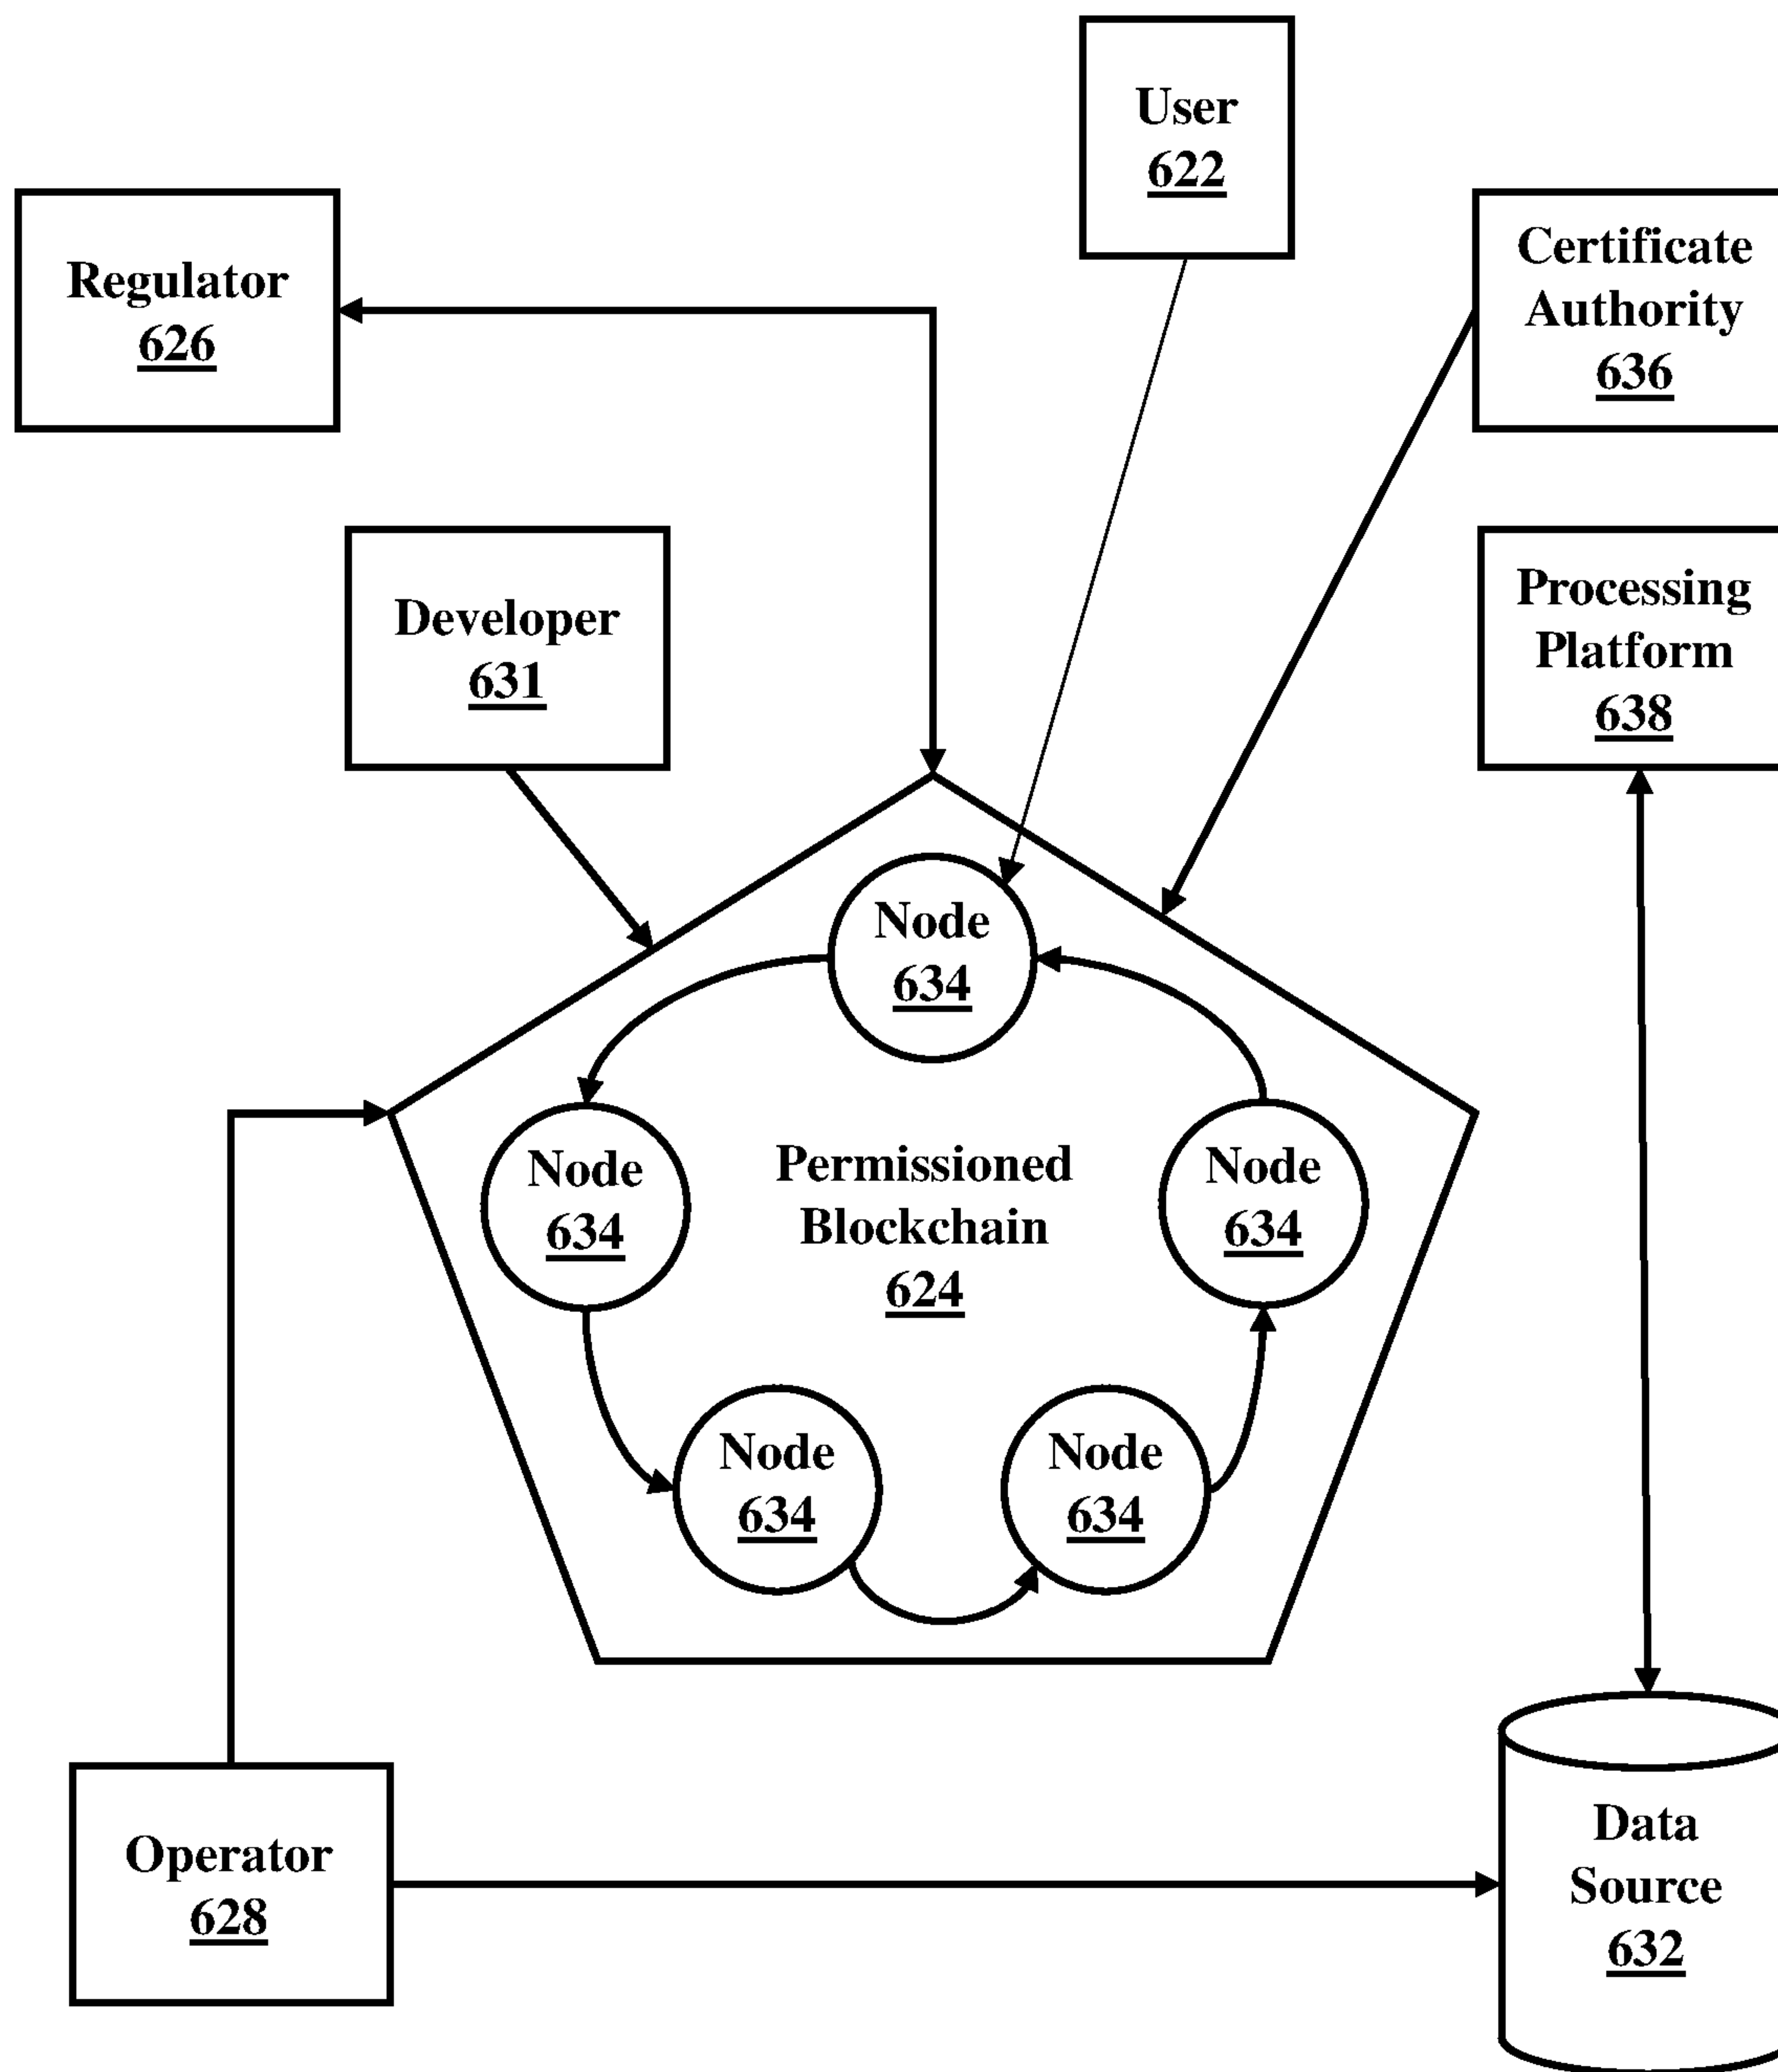 User
622
Regulator
626
Certificate
Authority
636
Developer
631
Processing
Platform
638
Node
634
Node
634
Permissioned
Blockchain
624
Node
634
Node
634
Node
634
Operator
628
Data
Source
632